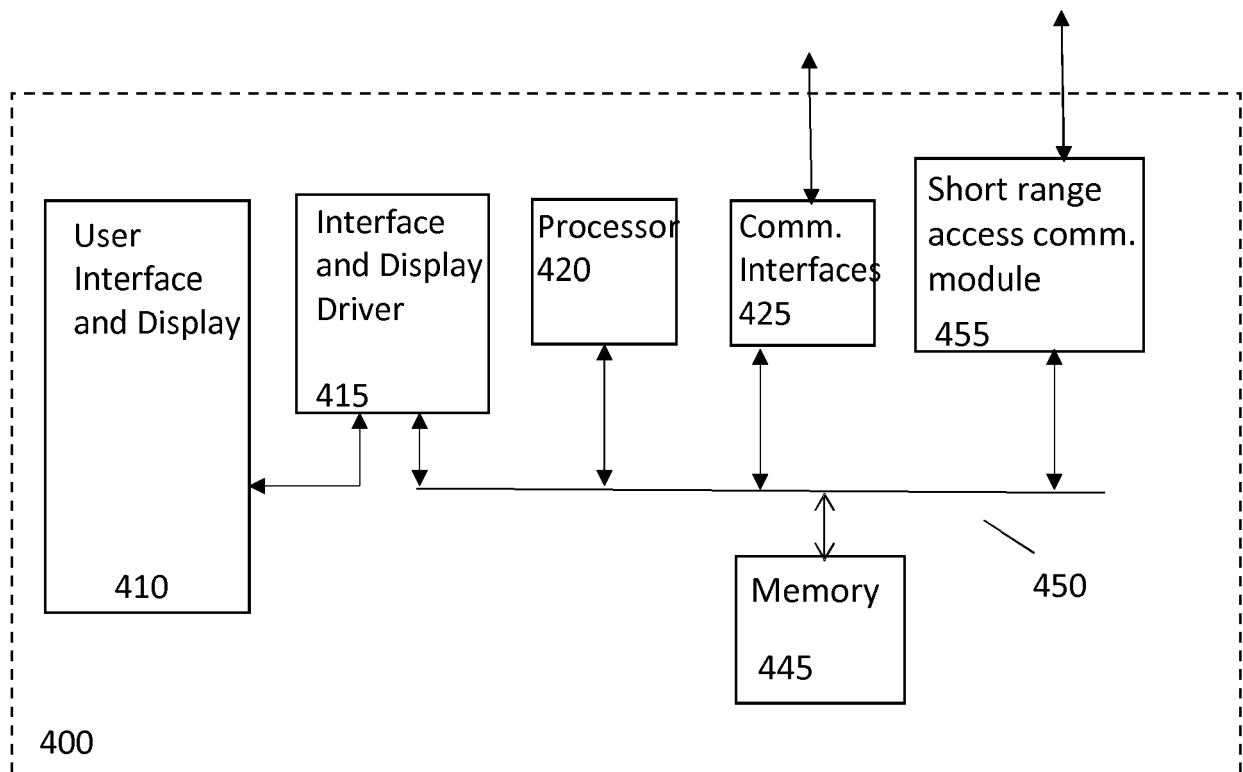 User
Interface
and Display
410
Interface
and Display
Driver
415
Processor
420
Comm.
Interfaces
425
Short range
access comm.
module
455
450
Memory
445
400